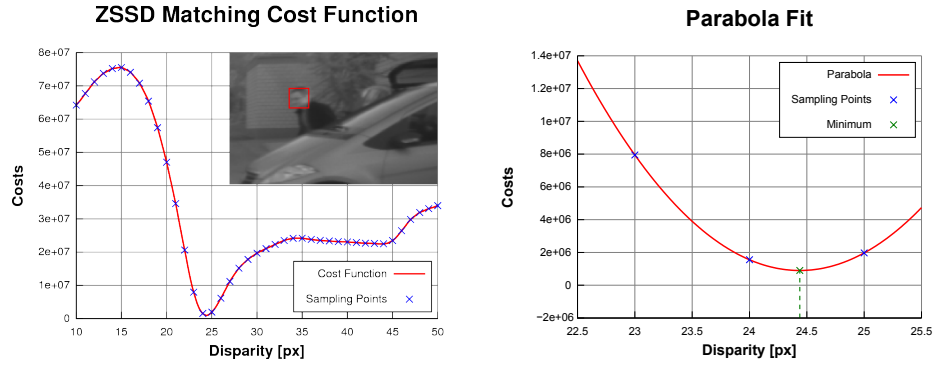 ZSSD Matching Cost Function
8e+07
7e+07
6e+07
5e+07
4e+07
3e+07
2e+07
1e+07
0
10 15 20 25 30 35 40 45 50
Costs
Disparity [px]
Cost Function
Sampling Points
Parabola Fit
1.4e+07
1.2e+07
1e+07
8e+06
6e+06
4e+06
2e+06
0
−2e+06
22.5 23 23.5 24 24.5 25 25.5
Costs
Disparity [px]
Parabola
Sampling Points
Minimum